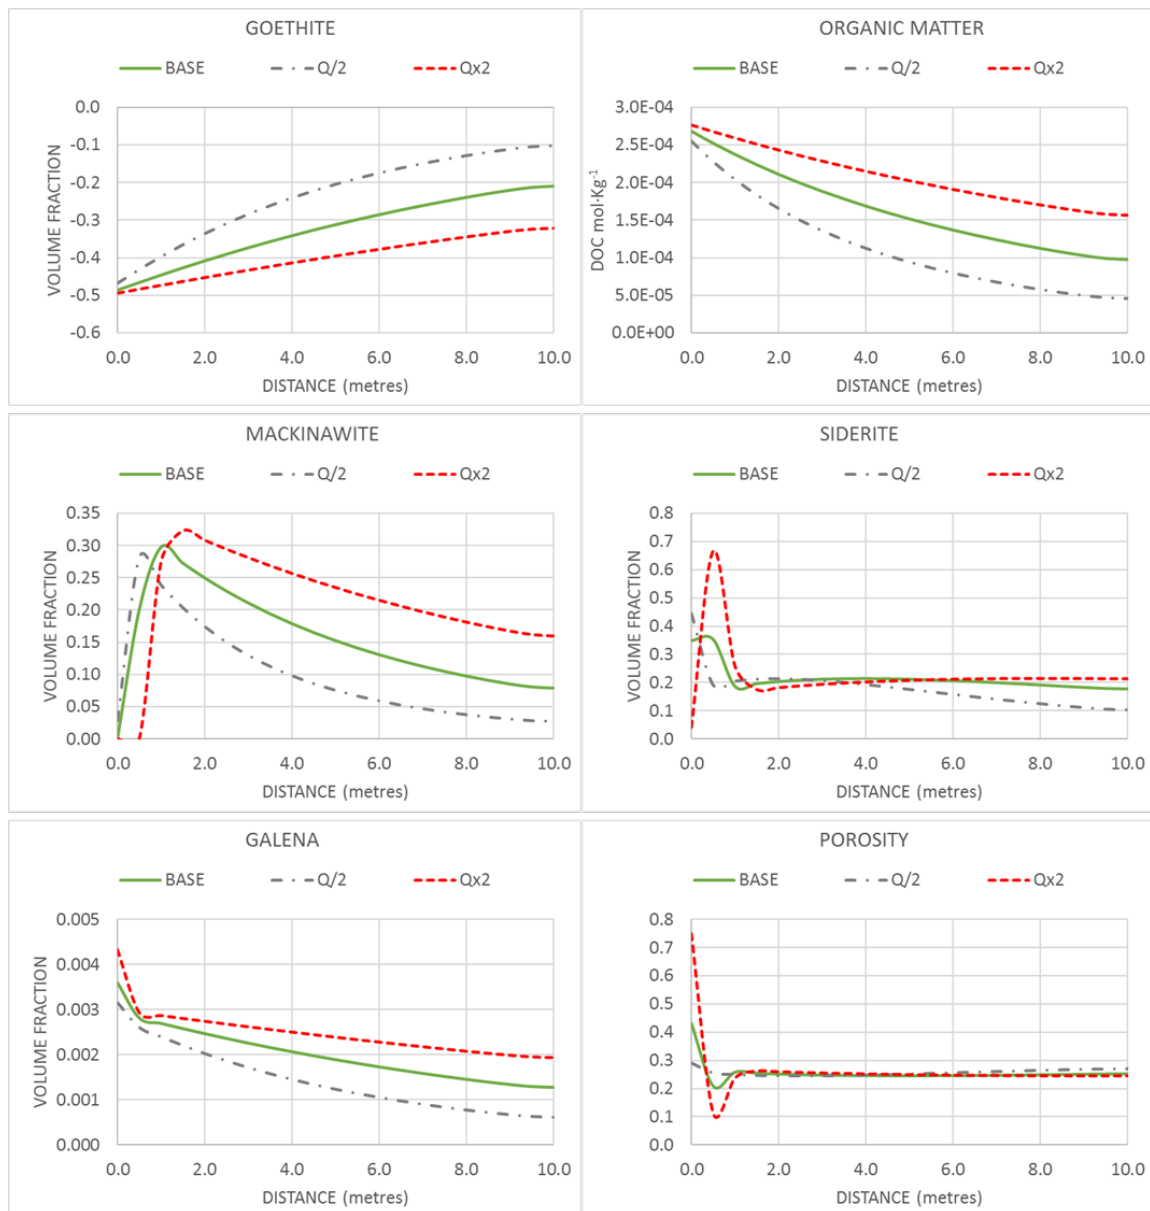 GOETHITE
BASE Q/2 Qx2
VOLUME FRACTION
0.0
-0.1
-0.2
-0.3
-0.4
-0.5
-0.6
0.0 2.0 4.0 6.0 8.0 10.0
DISTANCE (metres)
ORGANIC MATTER
BASE Q/2 Qx2
DOC mol·Kg⁻¹
3.0E-04
2.5E-04
2.0E-04
1.5E-04
1.0E-04
5.0E-05
0.0E+00
0.0 2.0 4.0 6.0 8.0 10.0
DISTANCE (metres)
MACKINAWITE
BASE Q/2 Qx2
VOLUME FRACTION
0.35
0.30
0.25
0.20
0.15
0.10
0.05
0.00
0.0 2.0 4.0 6.0 8.0 10.0
DISTANCE (metres)
SIDERITE
BASE Q/2 Qx2
VOLUME FRACTION
0.8
0.7
0.6
0.5
0.4
0.3
0.2
0.1
0.0
0.0 2.0 4.0 6.0 8.0 10.0
DISTANCE (metres)
GALENA
BASE Q/2 Qx2
VOLUME FRACTION
0.005
0.004
0.003
0.002
0.001
0.000
0.0 2.0 4.0 6.0 8.0 10.0
DISTANCE (metres)
POROSITY
BASE Q/2 Qx2
VOLUME FRACTION
0.8
0.7
0.6
0.5
0.4
0.3
0.2
0.1
0.0
0.0 2.0 4.0 6.0 8.0 10.0
DISTANCE (metres)